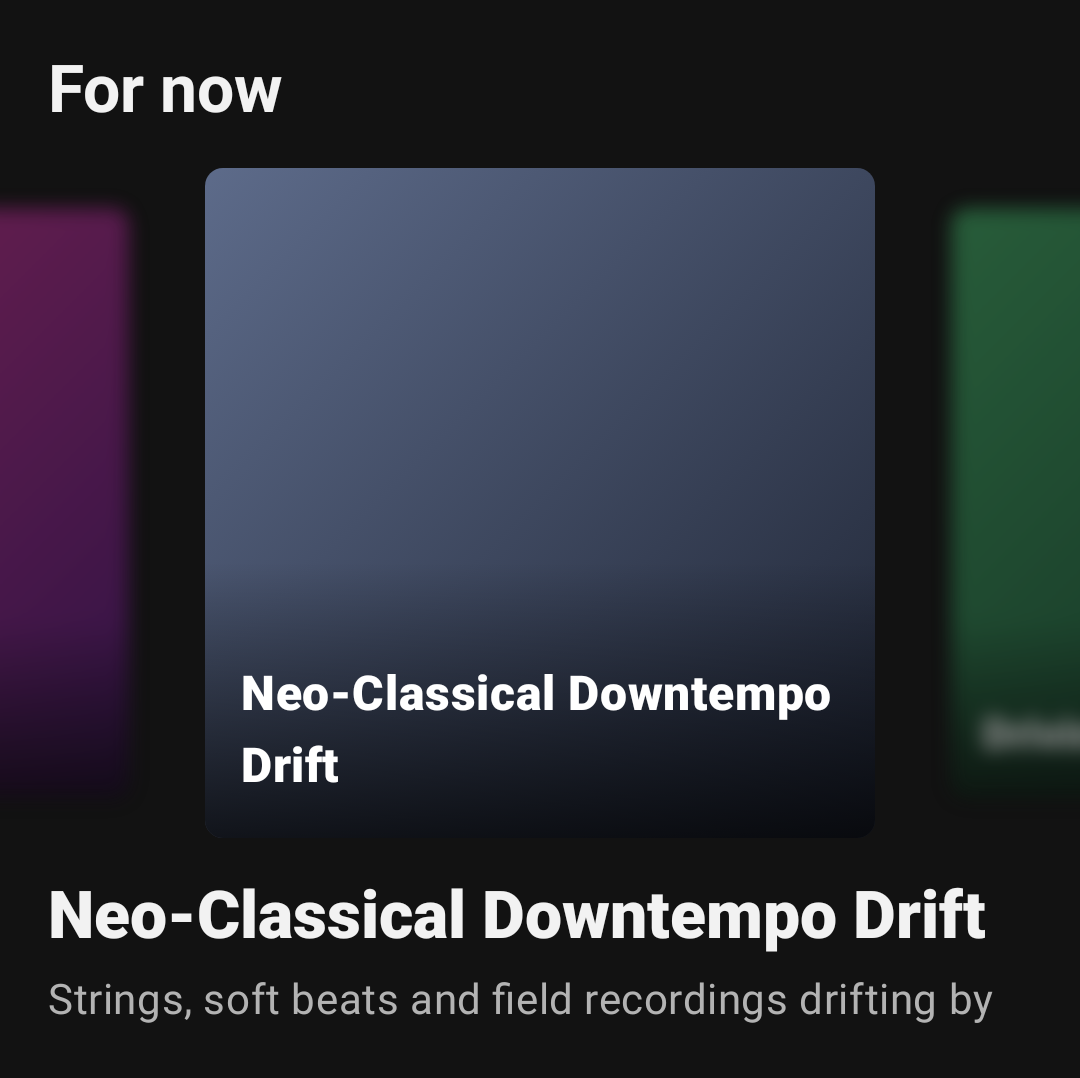 For now
Neo-Classical Downtempo
Drift
Neo-Classical Downtempo Drift
Strings, soft beats and field recordings drifting by